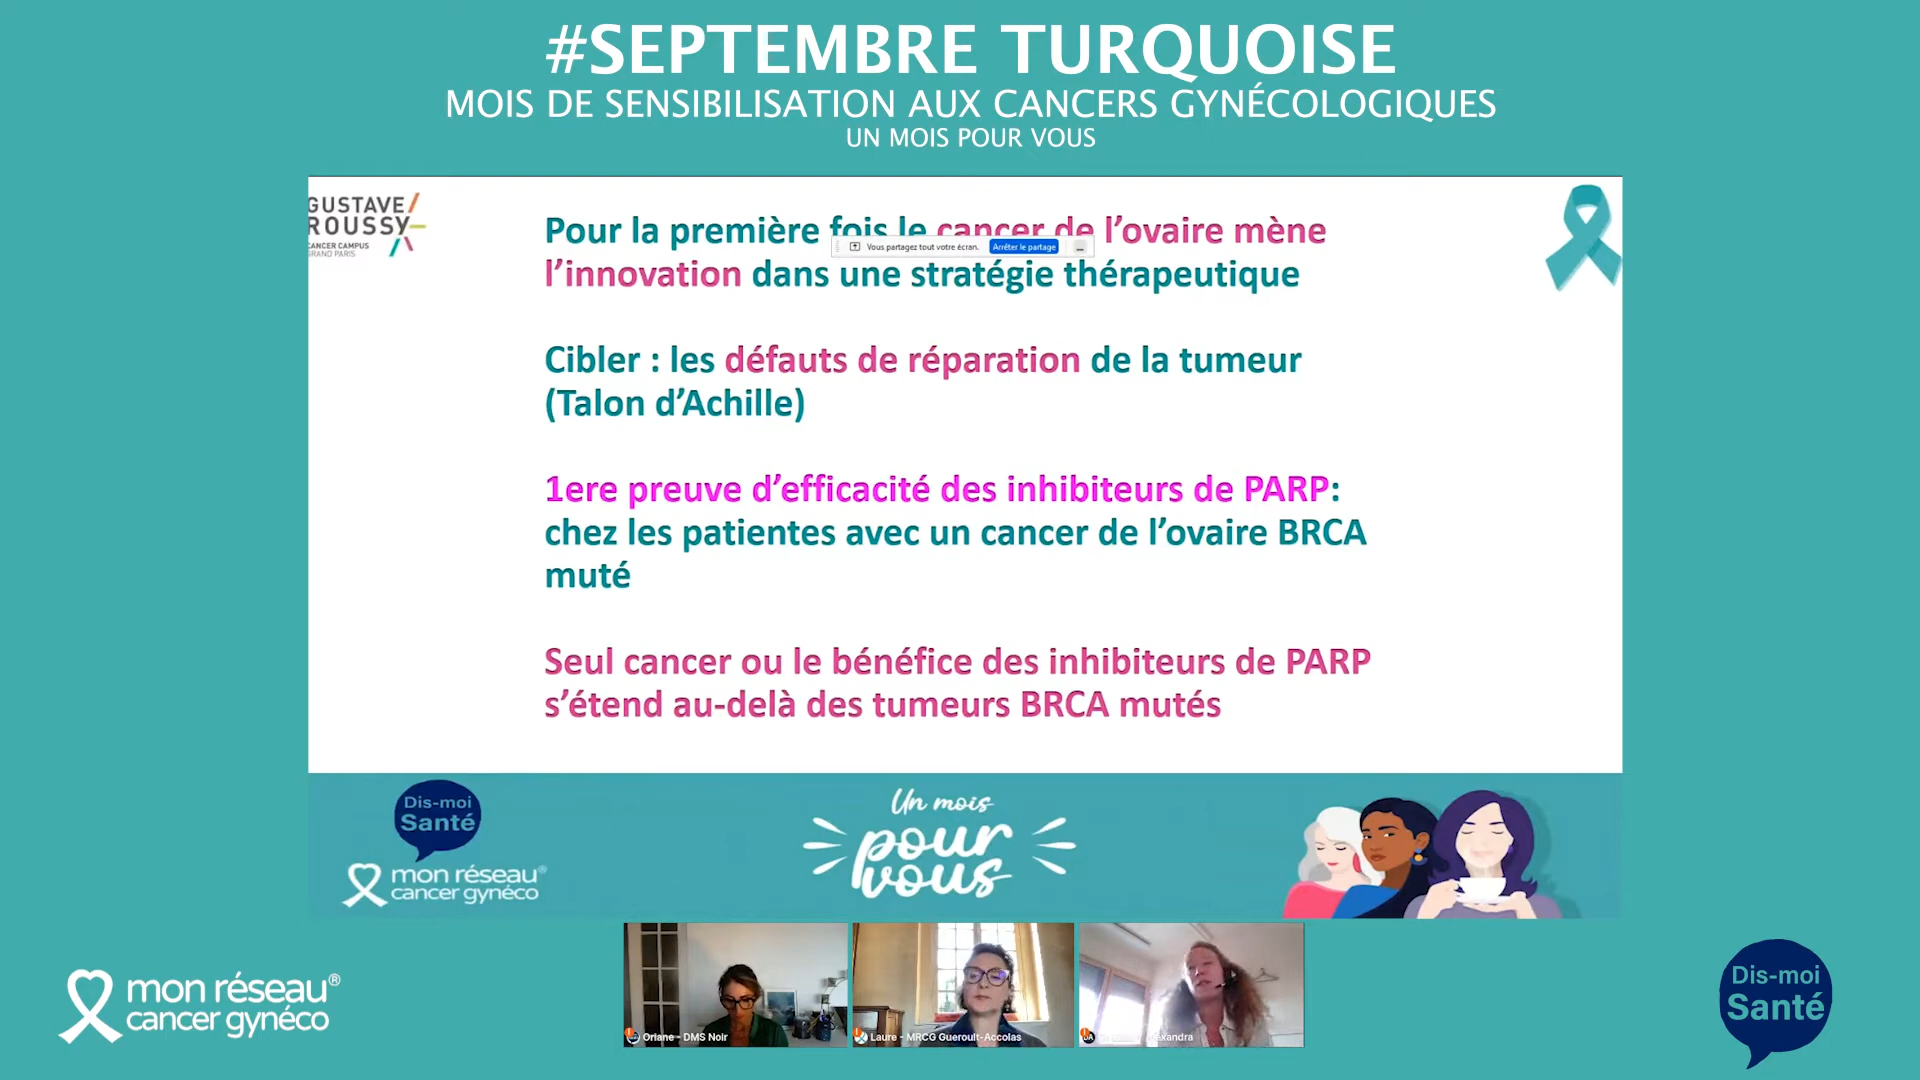 #SEPTEMBRE TURQUOISE
MOIS DE SENSIBILISATION AUX CANCERS GYNÉCOLOGIQUES
UN MOIS POUR VOUS
GUSTAVE
ROUSSY
CANCER CAMPUS
GRAND PARIS
Pour la première fois le cancer de l'ovaire mène
Vous partagez tout votre écran. Arrêter le partage
l'innovation dans une stratégie thérapeutique
Cibler : les défauts de réparation de la tumeur
(Talon d'Achille)
1ere preuve d'efficacité des inhibiteurs de PARP:
chez les patientes avec un cancer de l'ovaire BRCA
muté
Seul cancer ou le bénéfice des inhibiteurs de PARP
s'étend au-delà des tumeurs BRCA mutés
Dis-moi
Santé
mon réseau®
cancer gynéco
Un mois
pour
vous
Oriane - DMS Noir
Laure - MRCG Gueroult-Accolas
DA
mon réseau®
cancer gynéco
Dis-moi
Santé